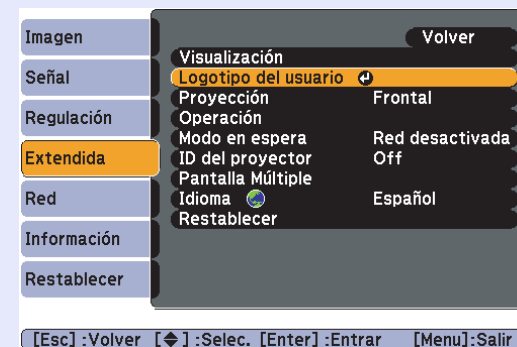 Imagen
Señal
Regulación
Extendida
Red
Información
Restablecer
Volver
Visualización
Logotipo del usuario
Proyección Frontal
Operación
Modo en espera Red desactivada
ID del proyector Off
Pantalla Múltiple
Idioma Español
Restablecer
[Esc] :Volver [◆] :Selec. [Enter] :Entrar [Menu]:Salir